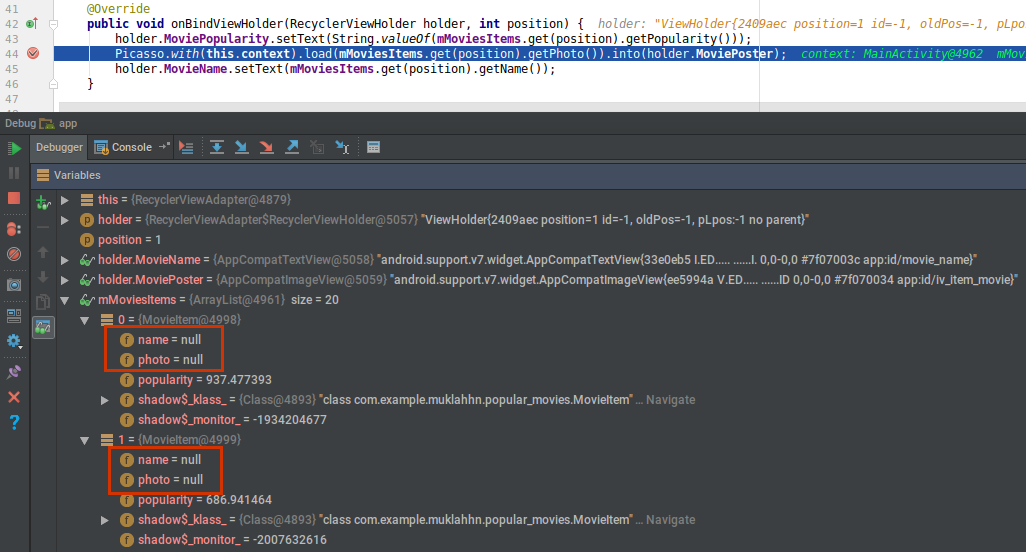 41 @Override
42 public void onBindViewHolder(RecyclerViewHolder holder, int position) { holder: "ViewHolder{2409aec position=1 id=-1, oldPos=-1, pLpo
43 holder.MoviePopularity.setText(String.valueOf(mMoviesItems.get(position).getPopularity()));
44 Picasso.with(this.context).load(mMoviesItems.get(position).getPhoto()).into(holder.MoviePoster); context: MainActivity@4962 mMov
45 holder.MovieName.setText(mMoviesItems.get(position).getName());
46 }
47
Debug app
Debugger Console
Variables
this = {RecyclerViewAdapter@4879}
holder = {RecyclerViewAdapter$RecyclerViewHolder@5057} "ViewHolder{2409aec position=1 id=-1, oldPos=-1, pLpos:-1 no parent}"
position = 1
holder.MovieName = {AppCompatTextView@5058} "android.support.v7.widget.AppCompatTextView{33e0eb5 I.ED..... ......I. 0,0-0,0 #7f07003c app:id/movie_name}"
holder.MoviePoster = {AppCompatImageView@5059} "android.support.v7.widget.AppCompatImageView{ee5994a V.ED..... ......ID 0,0-0,0 #7f070034 app:id/iv_item_movie}"
mMoviesItems = {ArrayList@4961} size = 20
0 = {MovieItem@4998}
name = null
photo = null
popularity = 937.477393
shadow$_klass_ = {Class@4893} "class com.example.muklahhn.popular_movies.MovieItem" ... Navigate
shadow$_monitor_ = -1934204677
1 = {MovieItem@4999}
name = null
photo = null
popularity = 686.941464
shadow$_klass_ = {Class@4893} "class com.example.muklahhn.popular_movies.MovieItem" ... Navigate
shadow$_monitor_ = -2007632616